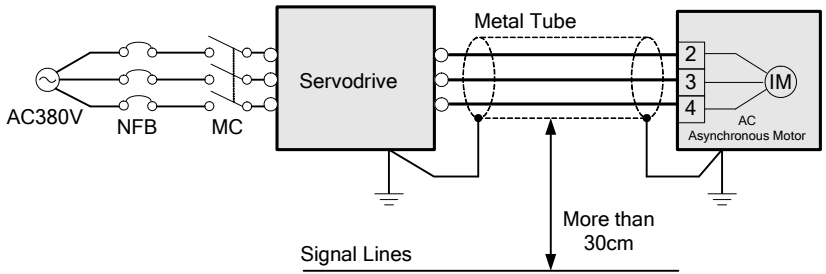 Metal Tube
Servodrive
2
3
4
IM
AC
Asynchronous Motor
AC380V
NFB
MC
More than
30cm
Signal Lines